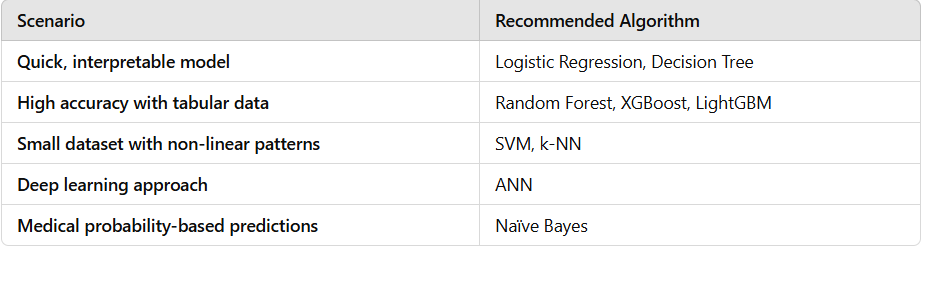 Scenario Recommended Algorithm
Quick, interpretable model Logistic Regression, Decision Tree
High accuracy with tabular data Random Forest, XGBoost, LightGBM
Small dataset with non-linear patterns SVM, k-NN
Deep learning approach ANN
Medical probability-based predictions Naïve Bayes